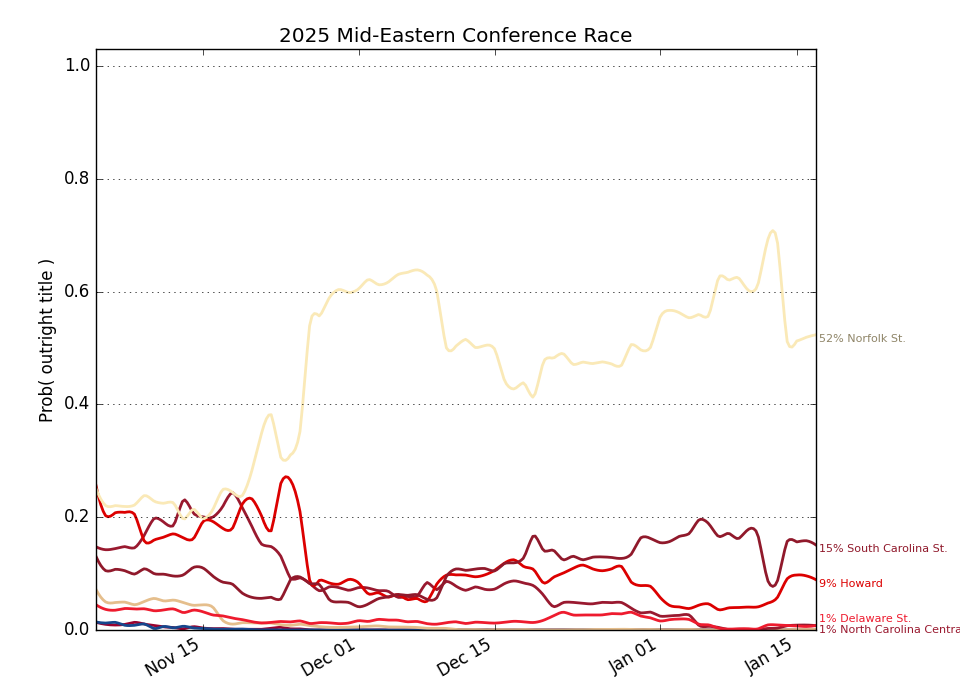 2025 Mid-Eastern Conference Race
1.0
0.8
0.6
0.4
0.2
0.0
Prob( outright title )
52% Norfolk St.
15% South Carolina St.
9% Howard
1% Delaware St.
1% North Carolina Centra
Nov 15
Dec 01
Dec 15
Jan 01
Jan 15